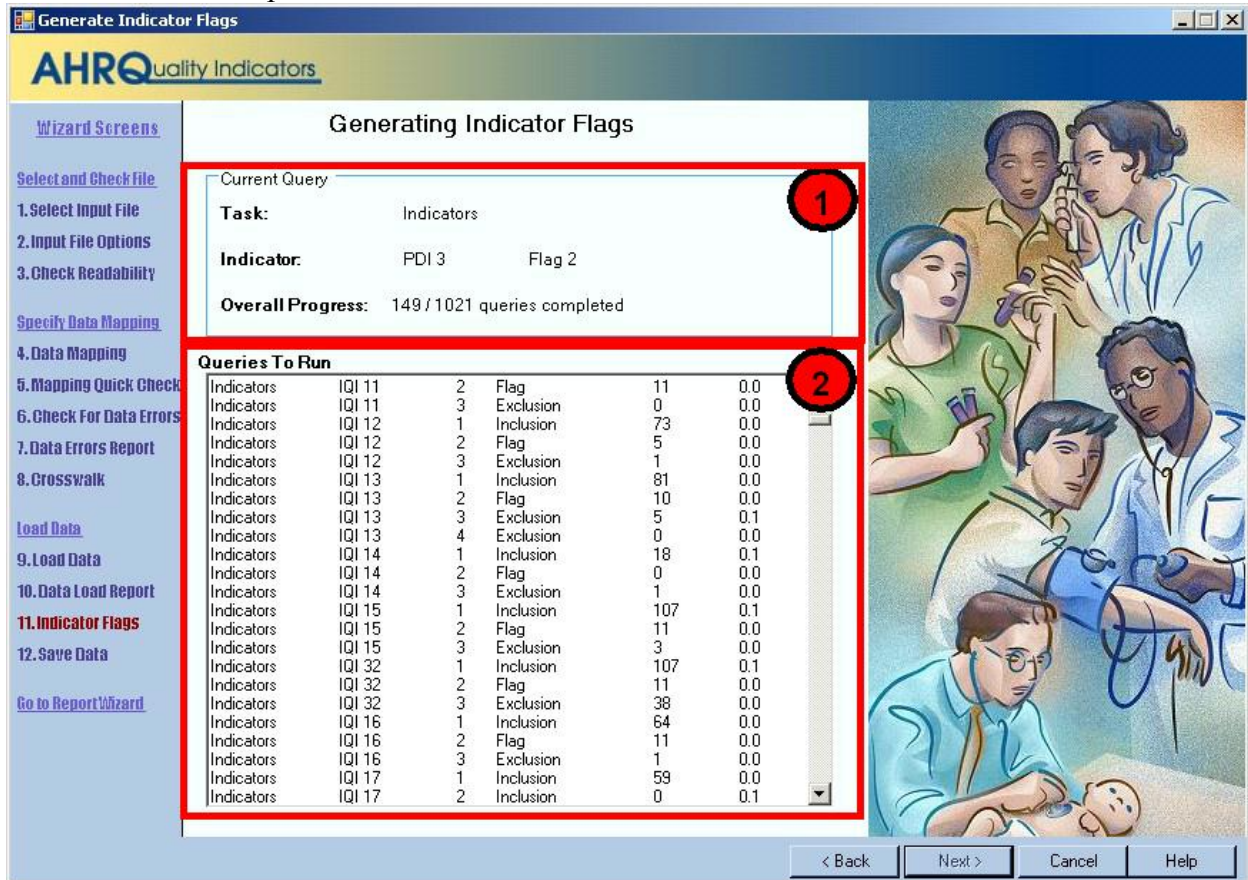 Generate Indicator Flags
AHRQuality Indicators
Wizard Screens
Select and Check File
1. Select Input File
2. Input File Options
3. Check Readability
Specify Data Mapping
4. Data Mapping
5. Mapping Quick Check
6. Check For Data Errors
7. Data Errors Report
8. Crosswalk
Load Data
9. Load Data
10. Data Load Report
11. Indicator Flags
12. Save Data
Go to Report Wizard
Generating Indicator Flags
1
Current Query
Task: Indicators
Indicator: PDI 3 Flag 2
Overall Progress: 149 / 1021 queries completed
2
Queries To Run
Indicators IQI 11 2 Flag 11 0.0
Indicators IQI 11 3 Exclusion 0 0.0
Indicators IQI 12 1 Inclusion 73 0.0
Indicators IQI 12 2 Flag 5 0.0
Indicators IQI 12 3 Exclusion 1 0.0
Indicators IQI 13 1 Inclusion 81 0.0
Indicators IQI 13 2 Flag 10 0.0
Indicators IQI 13 3 Exclusion 5 0.1
Indicators IQI 13 4 Exclusion 0 0.0
Indicators IQI 14 1 Inclusion 18 0.1
Indicators IQI 14 2 Flag 0 0.0
Indicators IQI 14 3 Exclusion 1 0.0
Indicators IQI 15 1 Inclusion 107 0.1
Indicators IQI 15 2 Flag 11 0.0
Indicators IQI 15 3 Exclusion 3 0.0
Indicators IQI 32 1 Inclusion 107 0.1
Indicators IQI 32 2 Flag 11 0.0
Indicators IQI 32 3 Exclusion 38 0.0
Indicators IQI 16 1 Inclusion 64 0.0
Indicators IQI 16 2 Flag 11 0.0
Indicators IQI 16 3 Exclusion 1 0.0
Indicators IQI 17 1 Inclusion 59 0.0
Indicators IQI 17 2 Inclusion 0 0.1
< Back
Next >
Cancel
Help